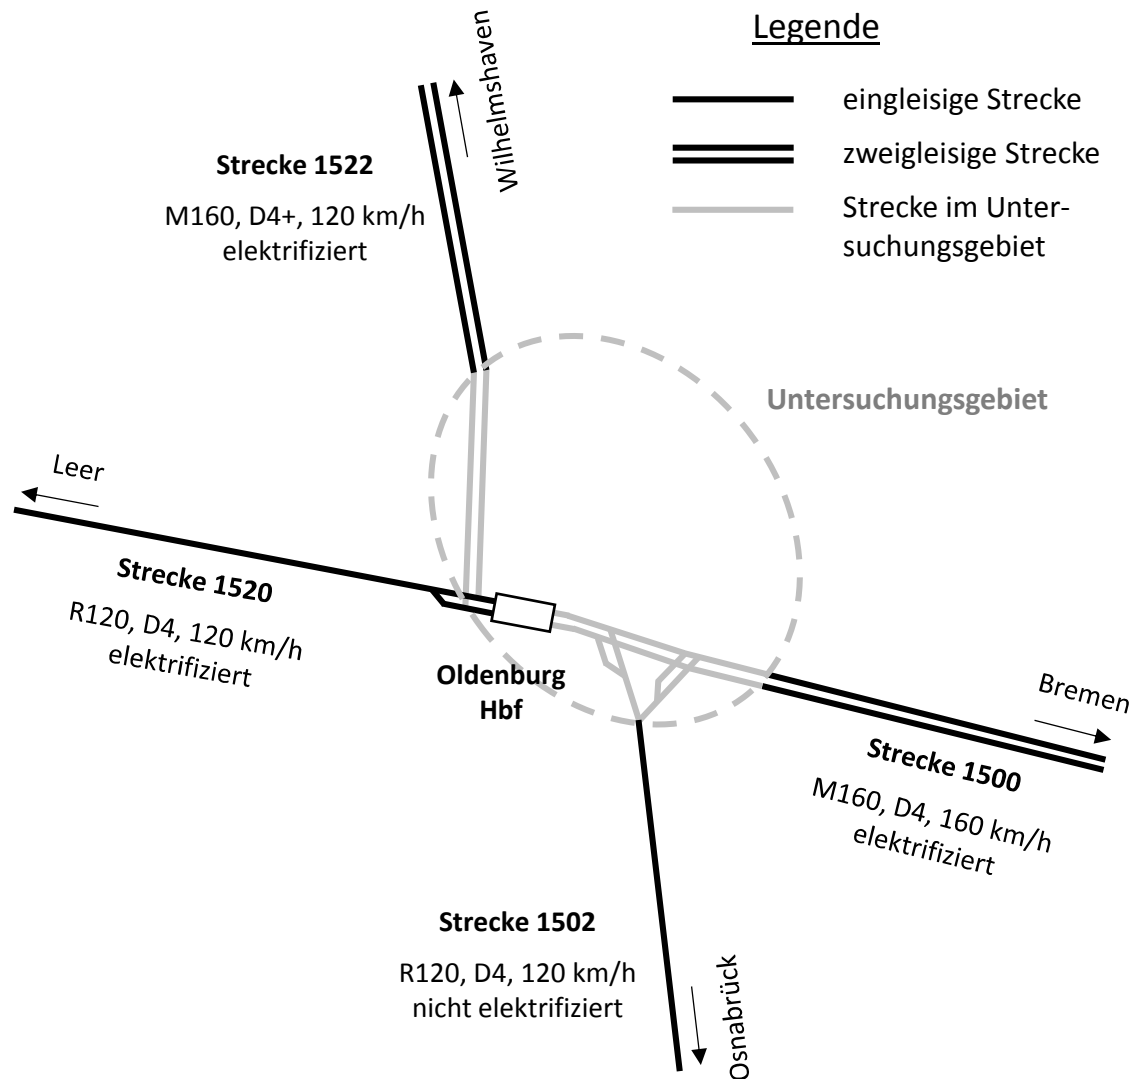 Legende
eingleisige Strecke
zweigleisige Strecke
Strecke im Unter-
suchungsgebiet
Wilhelmshaven
Strecke 1522
M160, D4+, 120 km/h
elektrifiziert
Untersuchungsgebiet
Leer
Strecke 1520
R120, D4, 120 km/h
elektrifiziert
Oldenburg
Hbf
Bremen
Strecke 1500
M160, D4, 160 km/h
elektrifiziert
Strecke 1502
R120, D4, 120 km/h
nicht elektrifiziert
Osnabrück